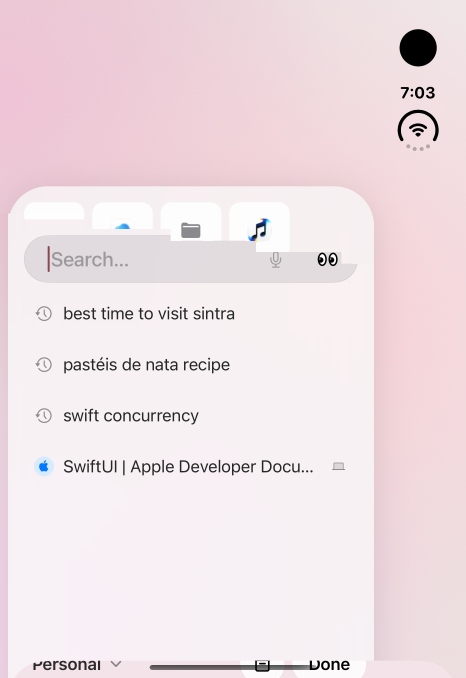 7:03
Search...
best time to visit sintra
pastéis de nata recipe
swift concurrency
SwiftUI | Apple Developer Docu...
Personal
Done